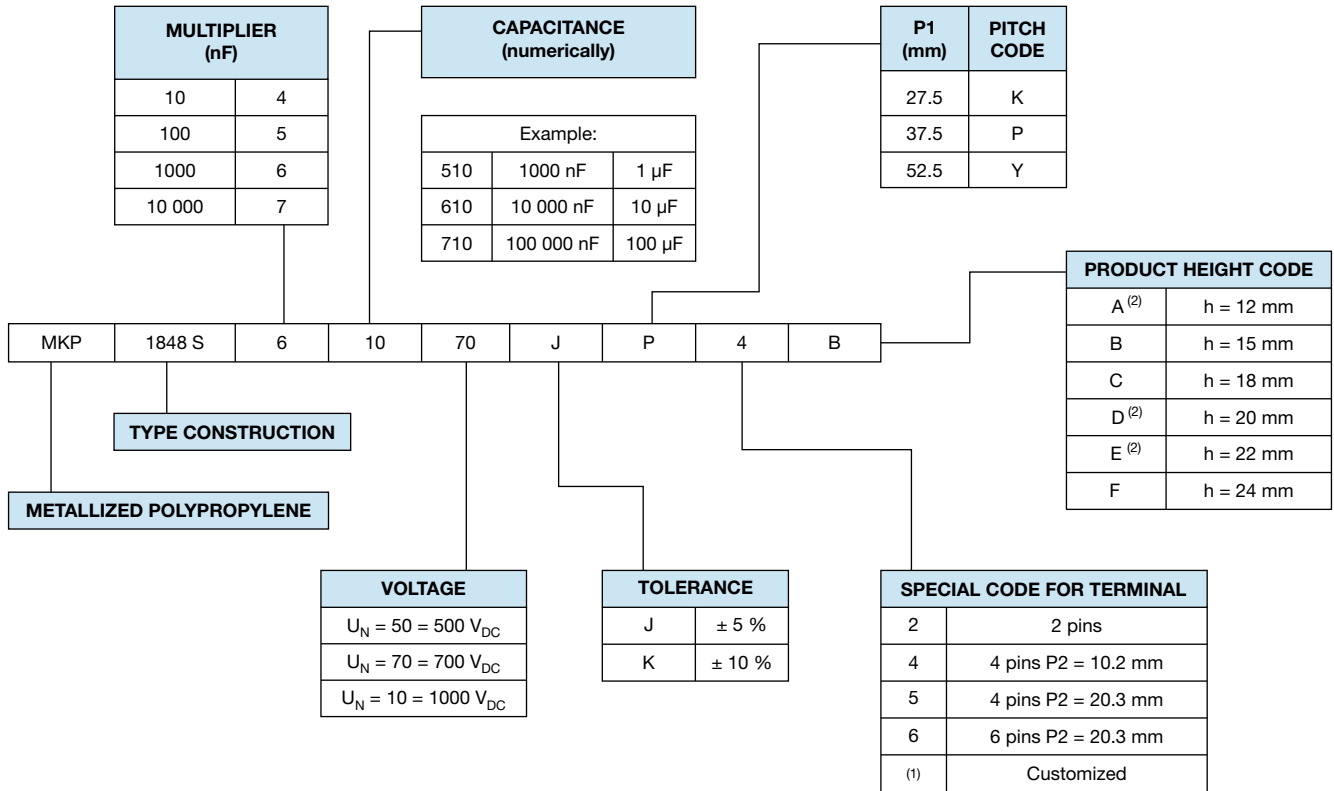 MULTIPLIER
(nF)
10 4
100 5
1000 6
10 000 7
CAPACITANCE
(numerically)
Example:
510 1000 nF 1 µF
610 10 000 nF 10 µF
710 100 000 nF 100 µF
P1
(mm)
PITCH
CODE
27.5 K
37.5 P
52.5 Y
PRODUCT HEIGHT CODE
A (2) h = 12 mm
B h = 15 mm
C h = 18 mm
D (2) h = 20 mm
E (2) h = 22 mm
F h = 24 mm
MKP 1848 S 6 10 70 J P 4 B
TYPE CONSTRUCTION
METALLIZED POLYPROPYLENE
VOLTAGE
UN = 50 = 500 VDC
UN = 70 = 700 VDC
UN = 10 = 1000 VDC
TOLERANCE
J ± 5 %
K ± 10 %
SPECIAL CODE FOR TERMINAL
2 2 pins
4 4 pins P2 = 10.2 mm
5 4 pins P2 = 20.3 mm
6 6 pins P2 = 20.3 mm
(1) Customized